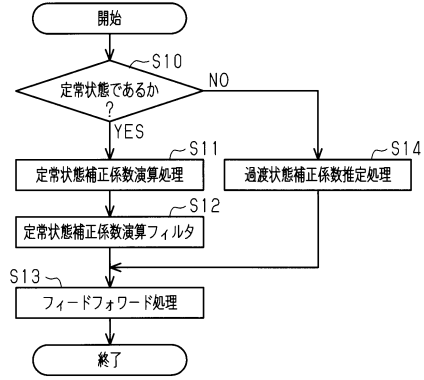 開始
S10
定常状態であるか
?
NO
YES
S11
定常状態補正係数演算処理
S14
過渡状態補正係数推定処理
S12
定常状態補正係数演算フィルタ
S13
フィードフォワード処理
終了